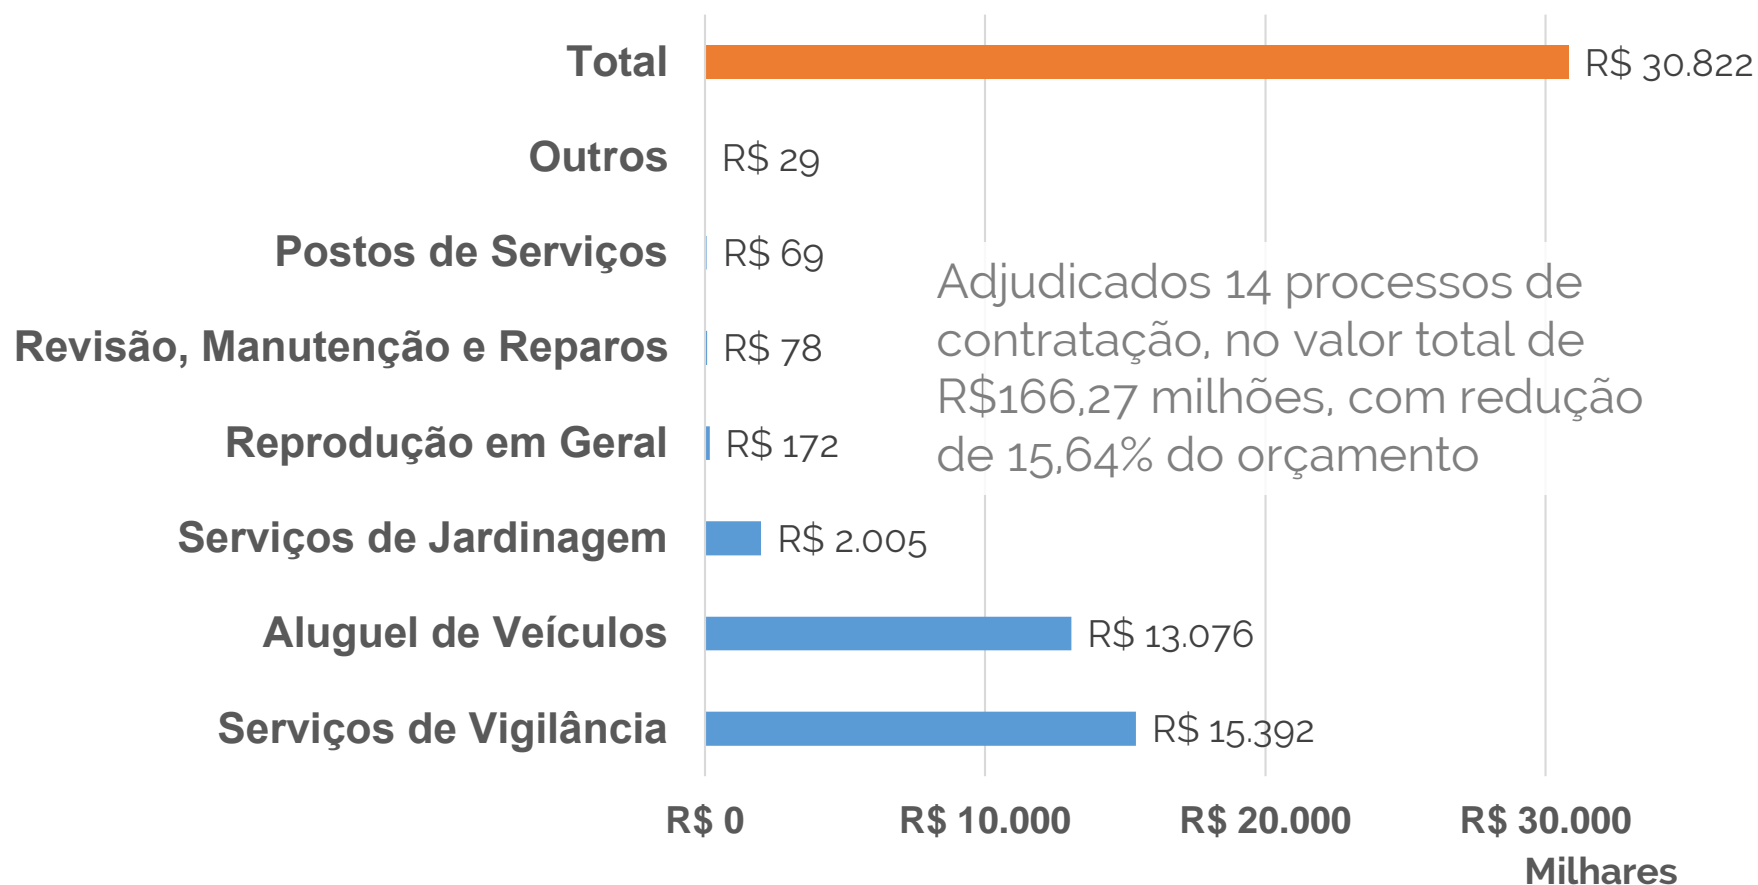 Total R$ 30.822
Outros R$ 29
Postos de Serviços R$ 69
Revisão, Manutenção e Reparos R$ 78
Reprodução em Geral R$ 172
Serviços de Jardinagem R$ 2.005
Aluguel de Veículos R$ 13.076
Serviços de Vigilância R$ 15.392
Adjudicados 14 processos de
contratação, no valor total de
R$166,27 milhões, com redução
de 15,64% do orçamento
R$ 0 R$ 10.000 R$ 20.000 R$ 30.000
Milhares